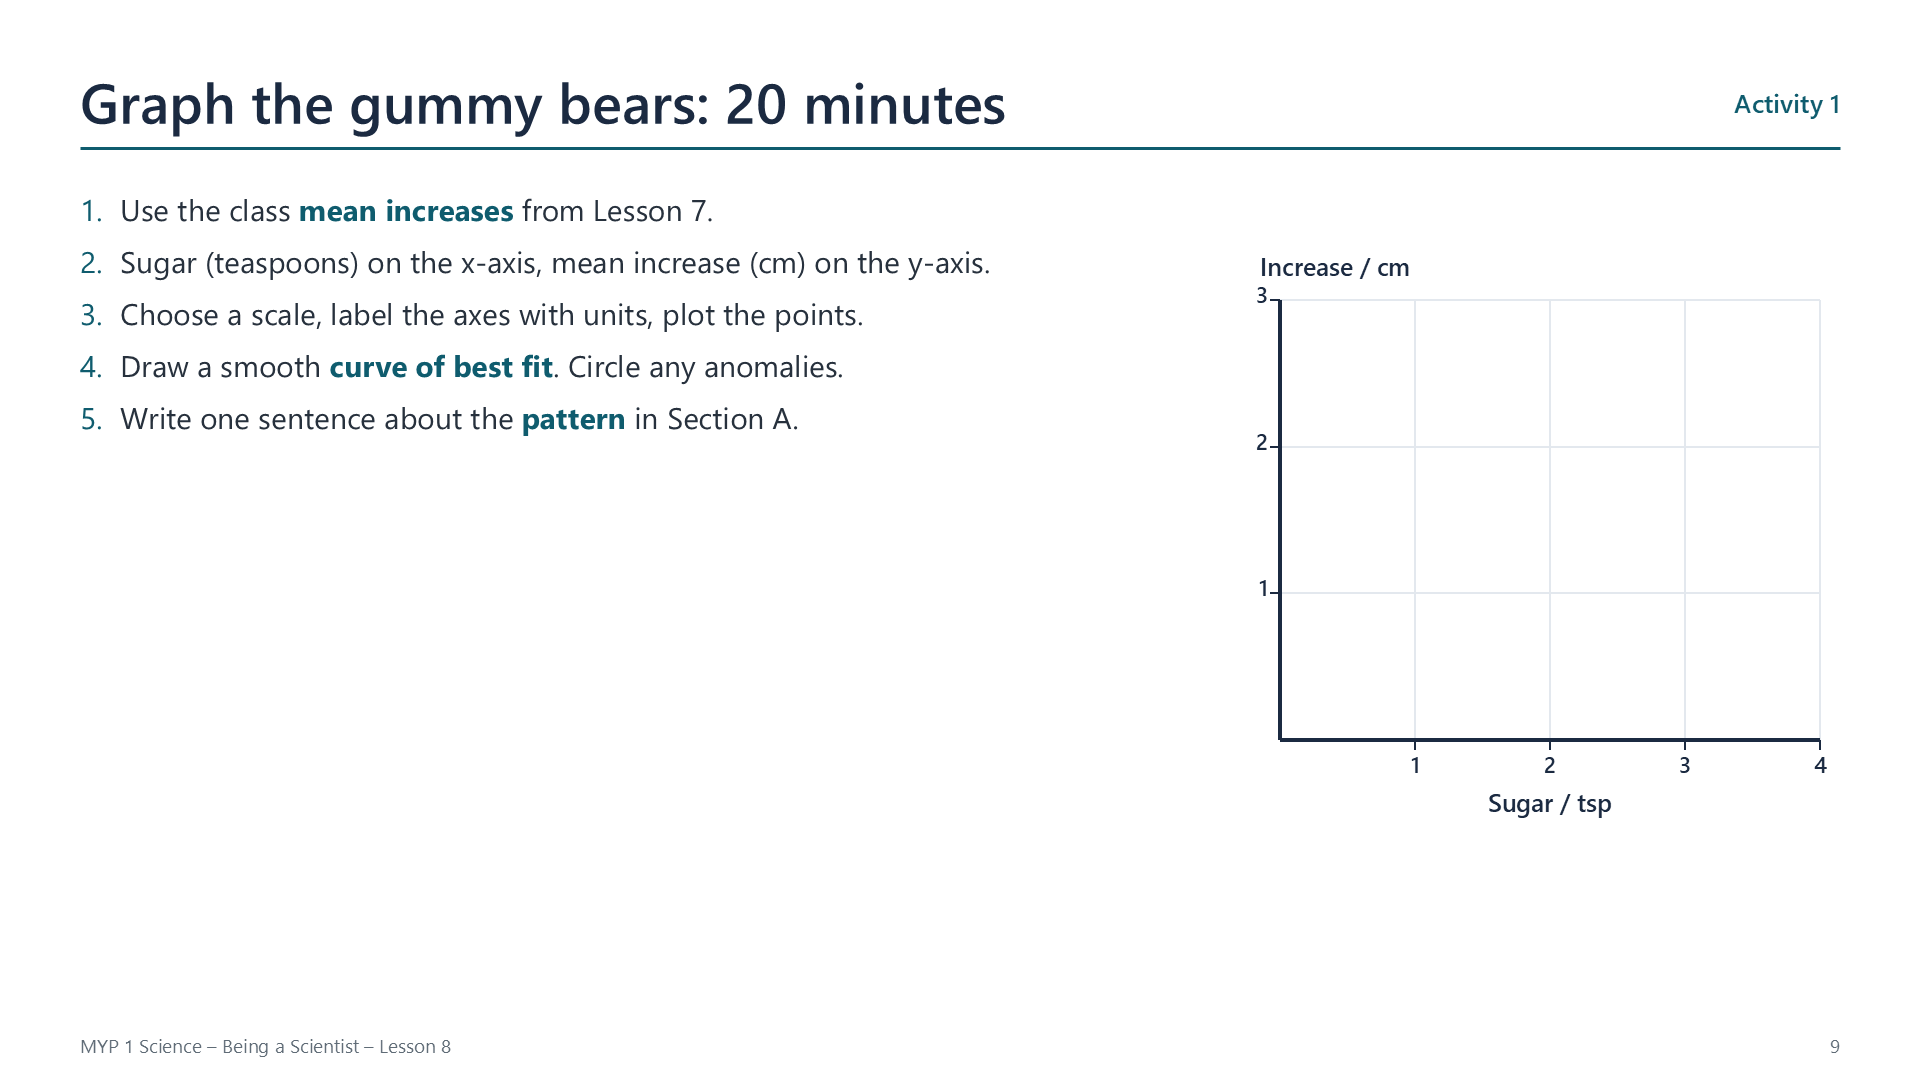 Graph the gummy bears: 20 minutes
Activity 1
1. Use the class mean increases from Lesson 7.
2. Sugar (teaspoons) on the x-axis, mean increase (cm) on the y-axis.
3. Choose a scale, label the axes with units, plot the points.
4. Draw a smooth curve of best fit. Circle any anomalies.
5. Write one sentence about the pattern in Section A.
Increase / cm
3
2
1
1 2 3 4
Sugar / tsp
MYP 1 Science – Being a Scientist – Lesson 8
9